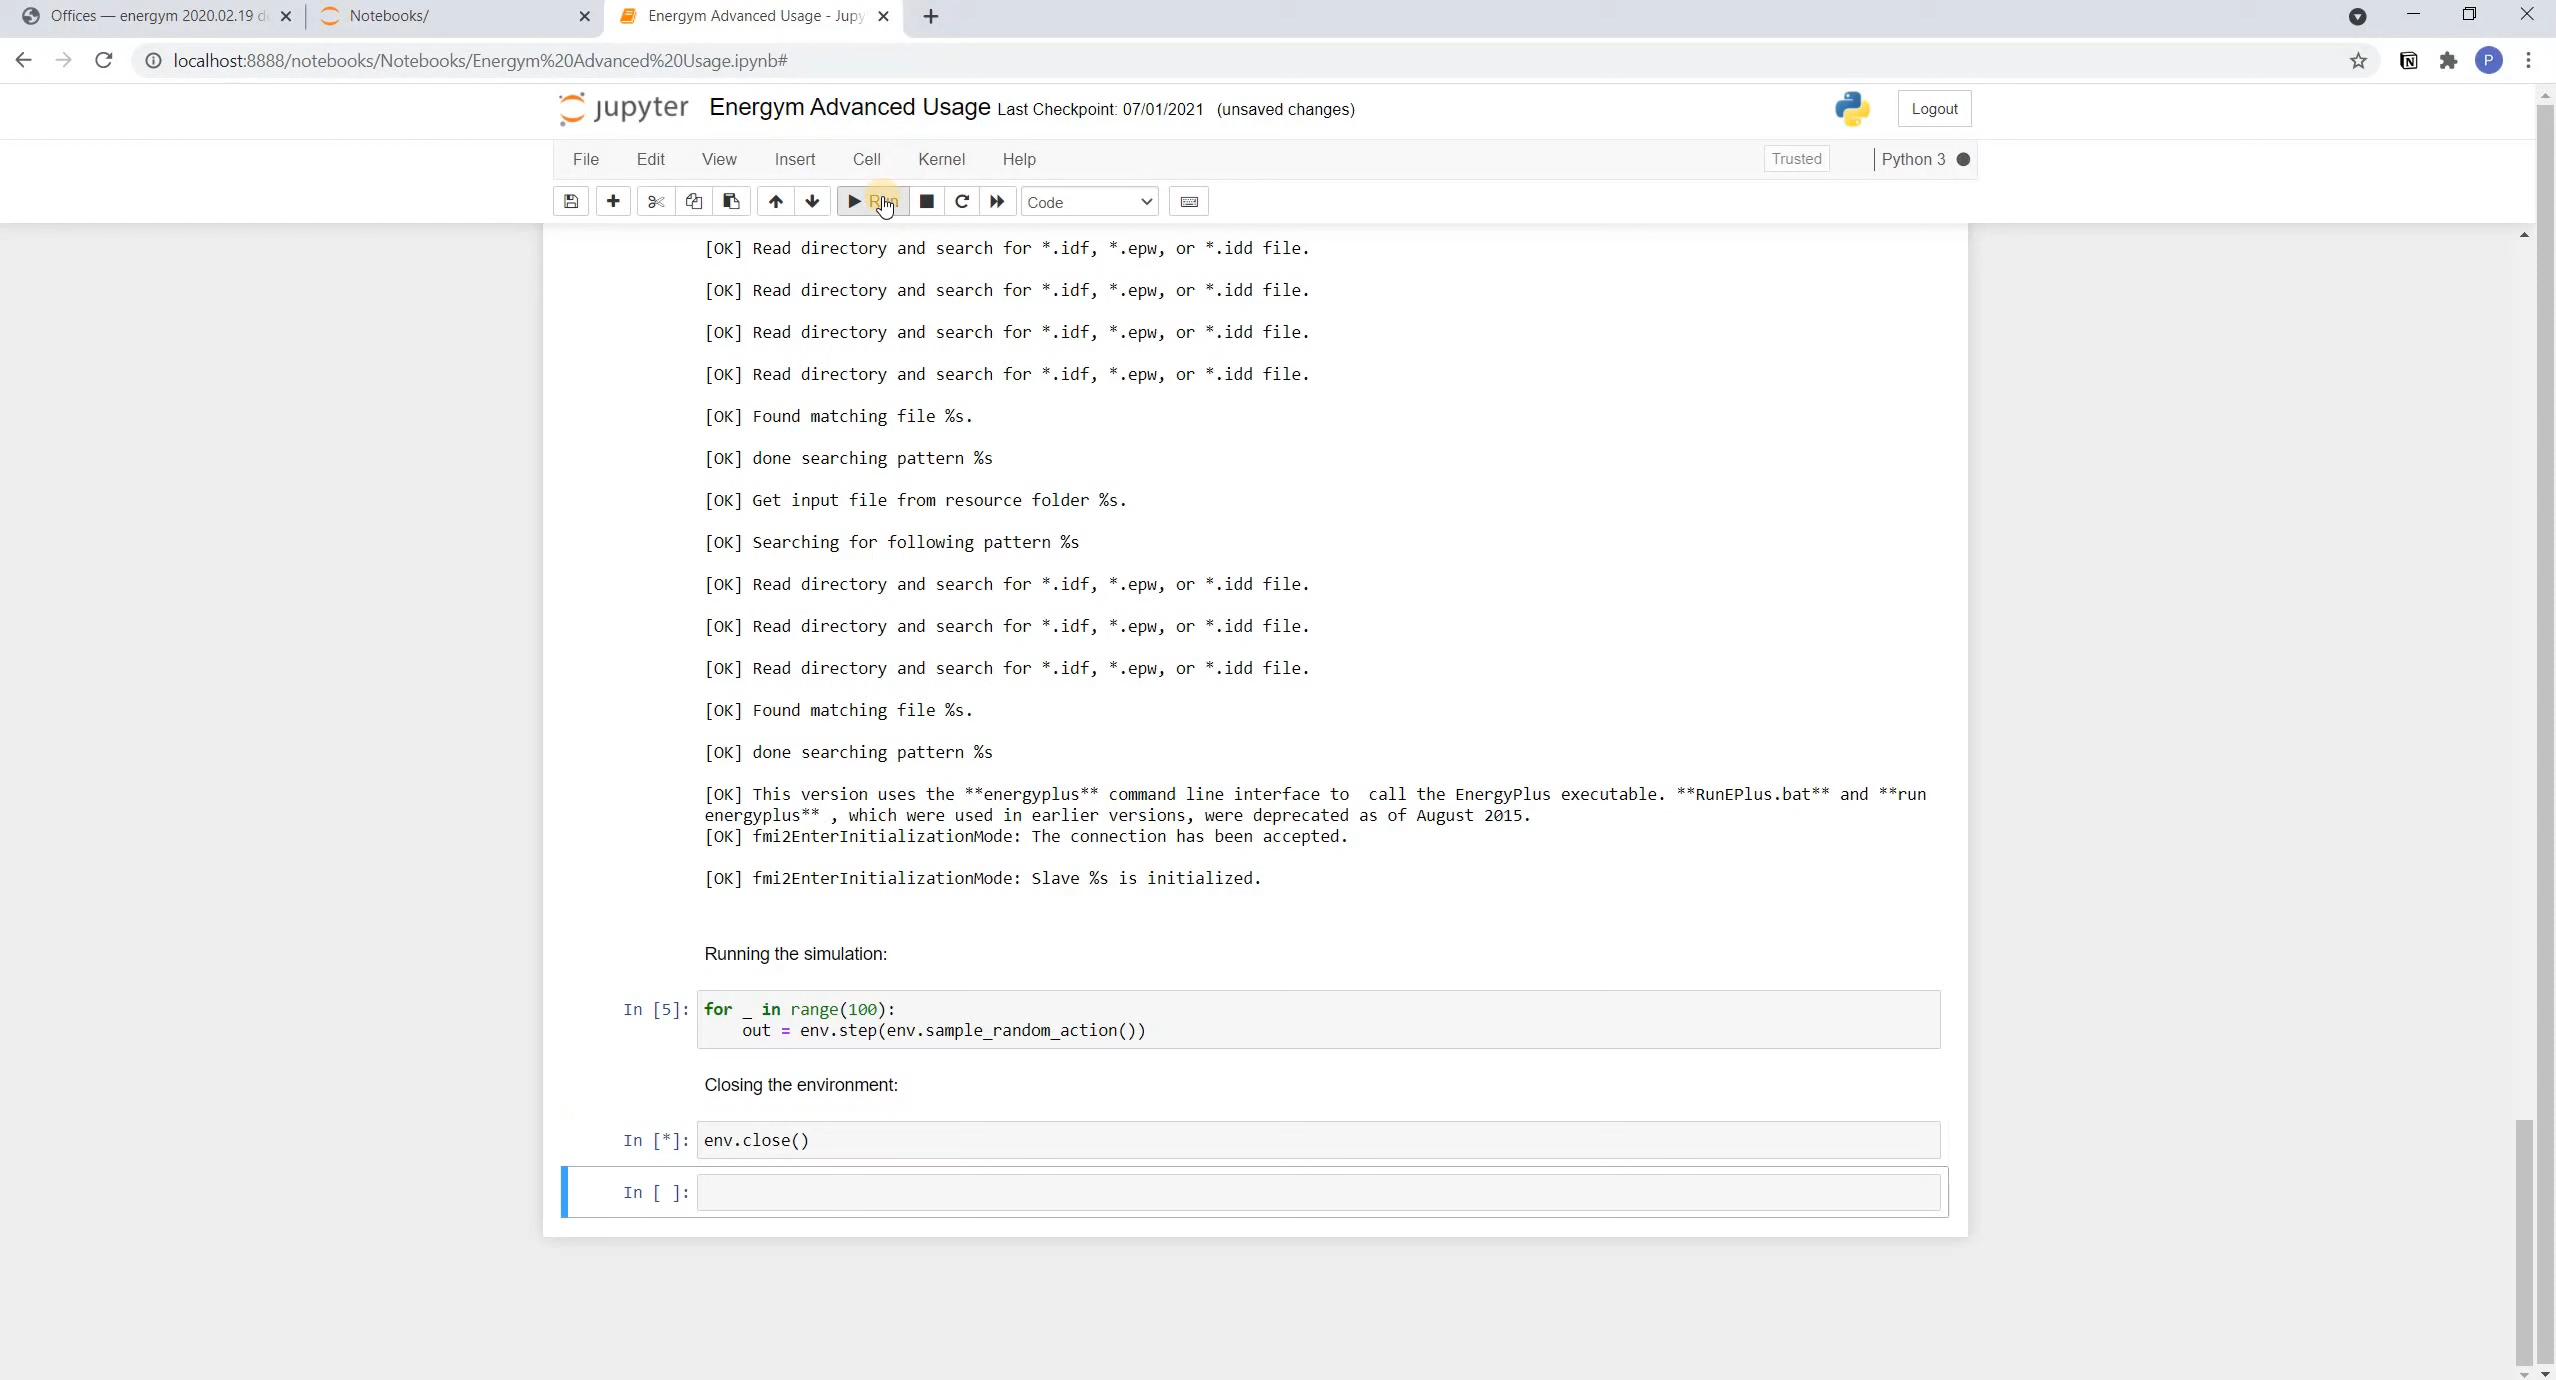 Offices — energym 2020.02.19 d
Notebooks/
Energym Advanced Usage - Jupy
localhost:8888/notebooks/Notebooks/Energym%20Advanced%20Usage.ipynb#
P
jupyter Energym Advanced Usage Last Checkpoint: 07/01/2021 (unsaved changes)
Logout
File Edit View Insert Cell Kernel Help
Trusted
Python 3
Run
Code
[OK] Read directory and search for *.idf, *.epw, or *.idd file.
[OK] Read directory and search for *.idf, *.epw, or *.idd file.
[OK] Read directory and search for *.idf, *.epw, or *.idd file.
[OK] Read directory and search for *.idf, *.epw, or *.idd file.
[OK] Found matching file %s.
[OK] done searching pattern %s
[OK] Get input file from resource folder %s.
[OK] Searching for following pattern %s
[OK] Read directory and search for *.idf, *.epw, or *.idd file.
[OK] Read directory and search for *.idf, *.epw, or *.idd file.
[OK] Read directory and search for *.idf, *.epw, or *.idd file.
[OK] Found matching file %s.
[OK] done searching pattern %s
[OK] This version uses the **energyplus** command line interface to  call the EnergyPlus executable. **RunEPlus.bat** and **run
energyplus** , which were used in earlier versions, were deprecated as of August 2015.
[OK] fmi2EnterInitializationMode: The connection has been accepted.
[OK] fmi2EnterInitializationMode: Slave %s is initialized.
Running the simulation:
In [5]: for _ in range(100):
out = env.step(env.sample_random_action())
Closing the environment:
In [*]: env.close()
In [ ]: